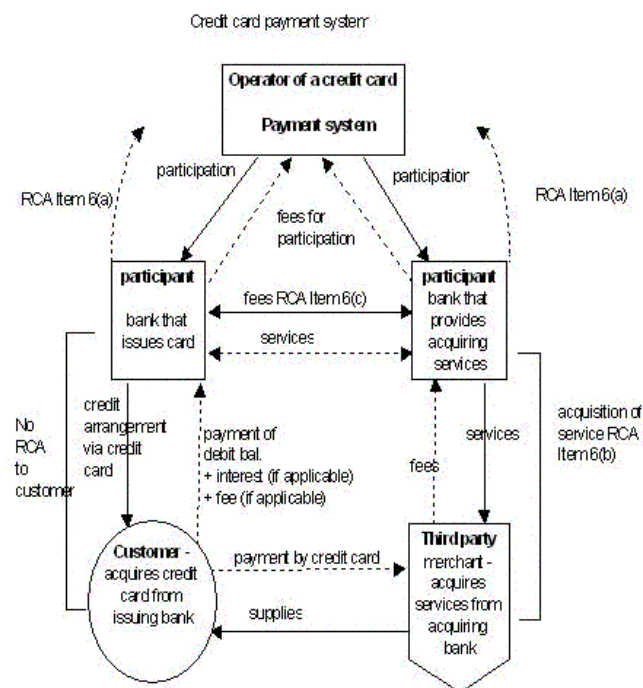 Credit card payment system
Operator of a credit card
Payment system
participation
participation
RCA Item 6(a)
RCA Item 6(a)
fees for
participation
participant
bank that
issues card
fees RCA Item 6(c)
services
participant
bank that
provides
acquiring
services
No
RCA
to
customer
credit
arrangement
via credit
card
payment of
debit bal.
+ interest (if applicable)
+ fee (if applicable)
fees
services
acquisition of
service RCA
Item 6(b)
Customer -
acquires credit
card from
issuing bank
payment by credit card
supplies
Third party
merchant -
acquires
services from
acquiring
bank